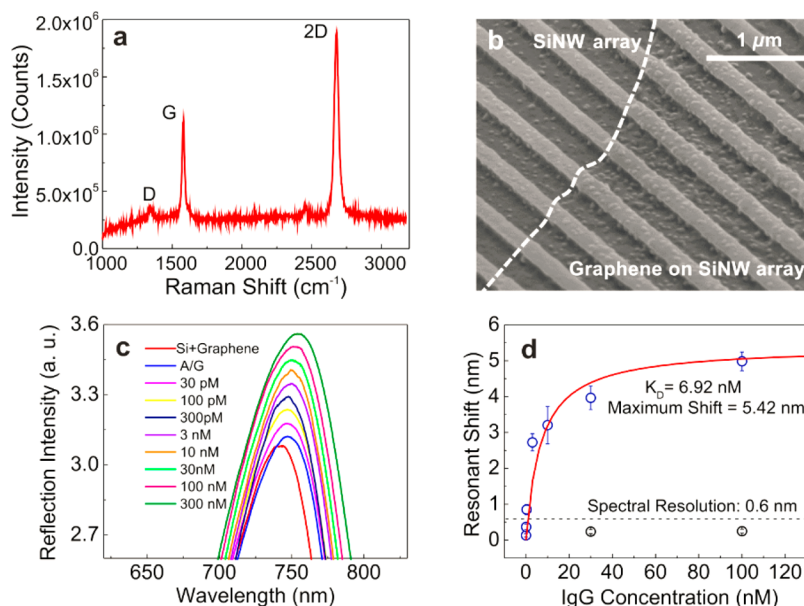 a
2D
G
D
2.0x10⁶
1.5x10⁶
1.0x10⁶
5.0x10⁵
0.0
Intensity (Counts)
1000 1500 2000 2500 3000
Raman Shift (cm⁻¹)
b
SiNW array
1 µm
Graphene on SiNW array
c
3.6
3.3
3.0
2.7
Reflection Intensity (a. u.)
Si+Graphene
A/G
30 pM
100 pM
300pM
3 nM
10 nM
30nM
100 nM
300 nM
650 700 750 800
Wavelength (nm)
d
6
5
4
3
2
1
0
Resonant Shift (nm)
K_D= 6.92 nM
Maximum Shift = 5.42 nm
Spectral Resolution: 0.6 nm
0 20 40 60 80 100 120
IgG Concentration (nM)